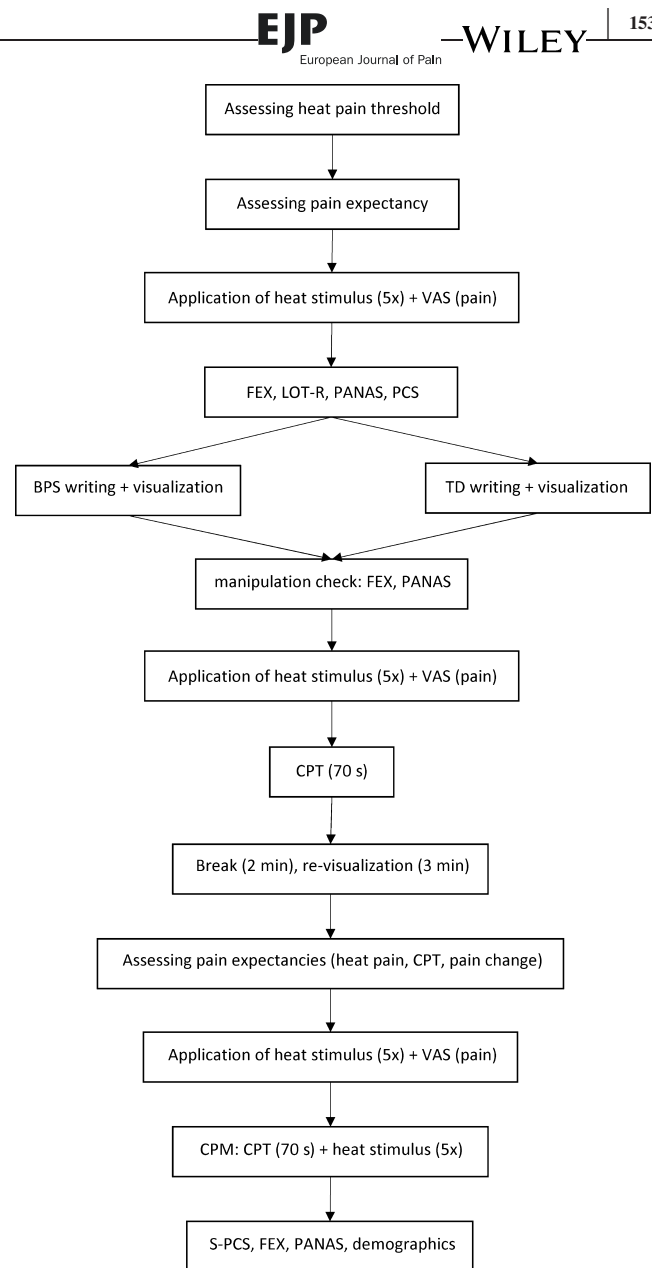 EJP
European Journal of Pain
WILEY
153
Assessing heat pain threshold
Assessing pain expectancy
Application of heat stimulus (5x) + VAS (pain)
FEX, LOT-R, PANAS, PCS
BPS writing + visualization
TD writing + visualization
manipulation check: FEX, PANAS
Application of heat stimulus (5x) + VAS (pain)
CPT (70 s)
Break (2 min), re-visualization (3 min)
Assessing pain expectancies (heat pain, CPT, pain change)
Application of heat stimulus (5x) + VAS (pain)
CPM: CPT (70 s) + heat stimulus (5x)
S-PCS, FEX, PANAS, demographics